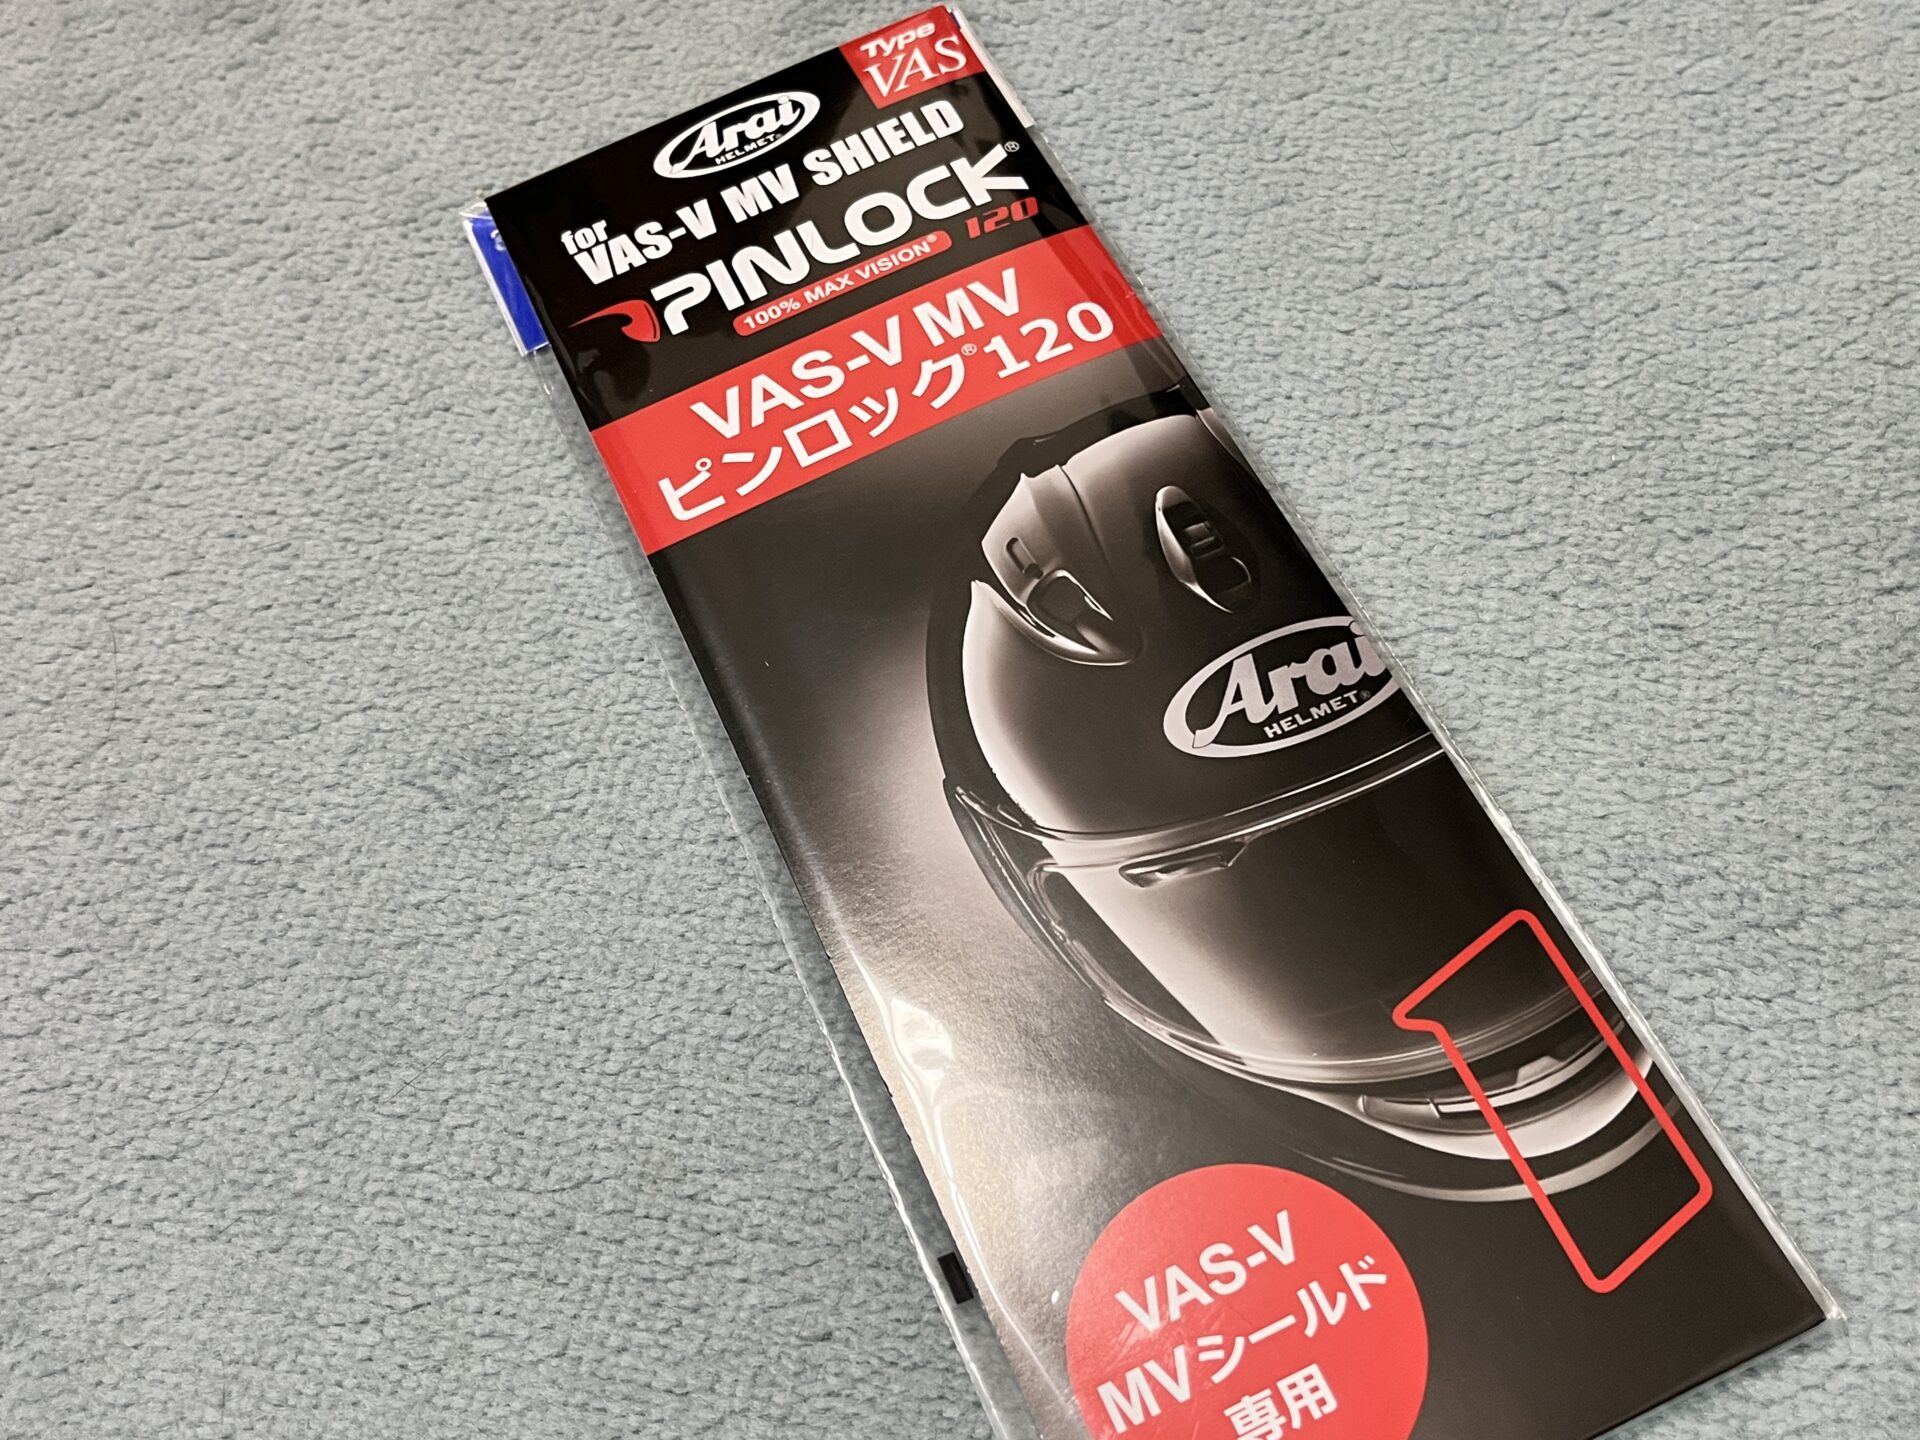 Type
VAS
Arai
HELMET®
for
VAS-V MV SHIELD
PINLOCK®
100% MAX VISION® 120
VAS-V MV
ピンロック®120
Arai
HELMET®
1
VAS-V
MVシールド
専用